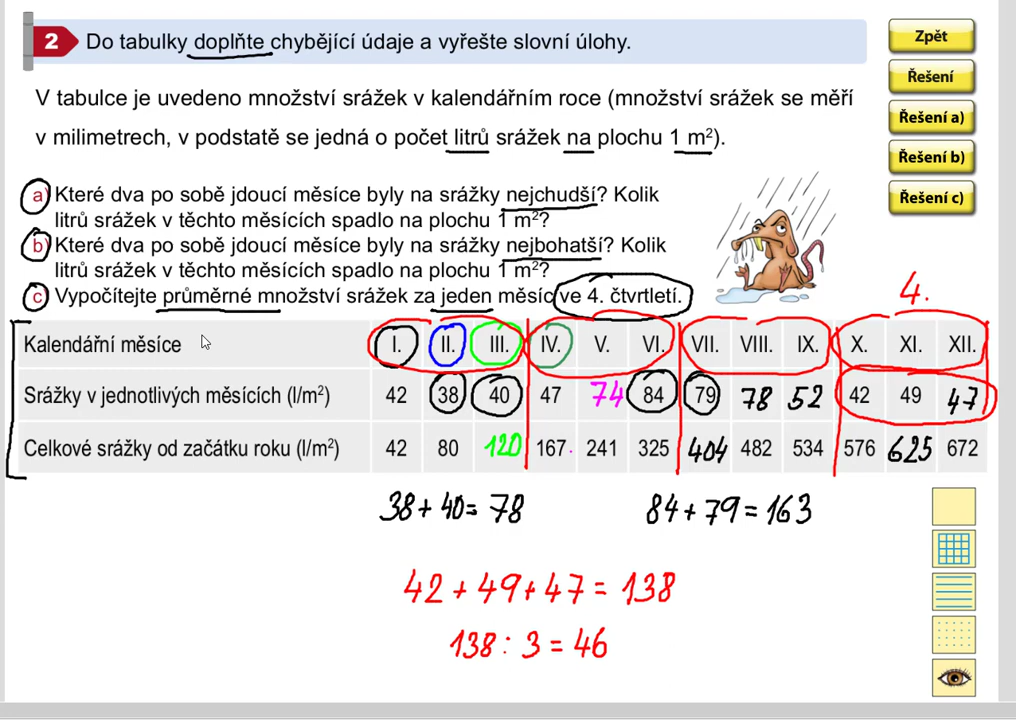 2 Do tabulky doplňte chybějící údaje a vyřešte slovní úlohy.
Zpět
Řešení
Řešení a)
Řešení b)
Řešení c)
V tabulce je uvedeno množství srážek v kalendářním roce (množství srážek se měří
v milimetrech, v podstatě se jedná o počet litrů srážek na plochu 1 m²).
a) Které dva po sobě jdoucí měsíce byly na srážky nejchudší? Kolik
litrů srážek v těchto měsících spadlo na plochu 1 m²?
b) Které dva po sobě jdoucí měsíce byly na srážky nejbohatší? Kolik
litrů srážek v těchto měsících spadlo na plochu 1 m²?
c) Vypočítejte průměrné množství srážek za jeden měsíc ve 4. čtvrtletí.
4.
Kalendářní měsíce I. II. III. IV. V. VI. VII. VIII. IX. X. XI. XII.
Srážky v jednotlivých měsících (l/m²) 42 38 40 47 74 84 79 78 52 42 49 47
Celkové srážky od začátku roku (l/m²) 42 80 120 167 241 325 404 482 534 576 625 672
38 + 40 = 78 84 + 79 = 163
42 + 49 + 47 = 138
138 : 3 = 46